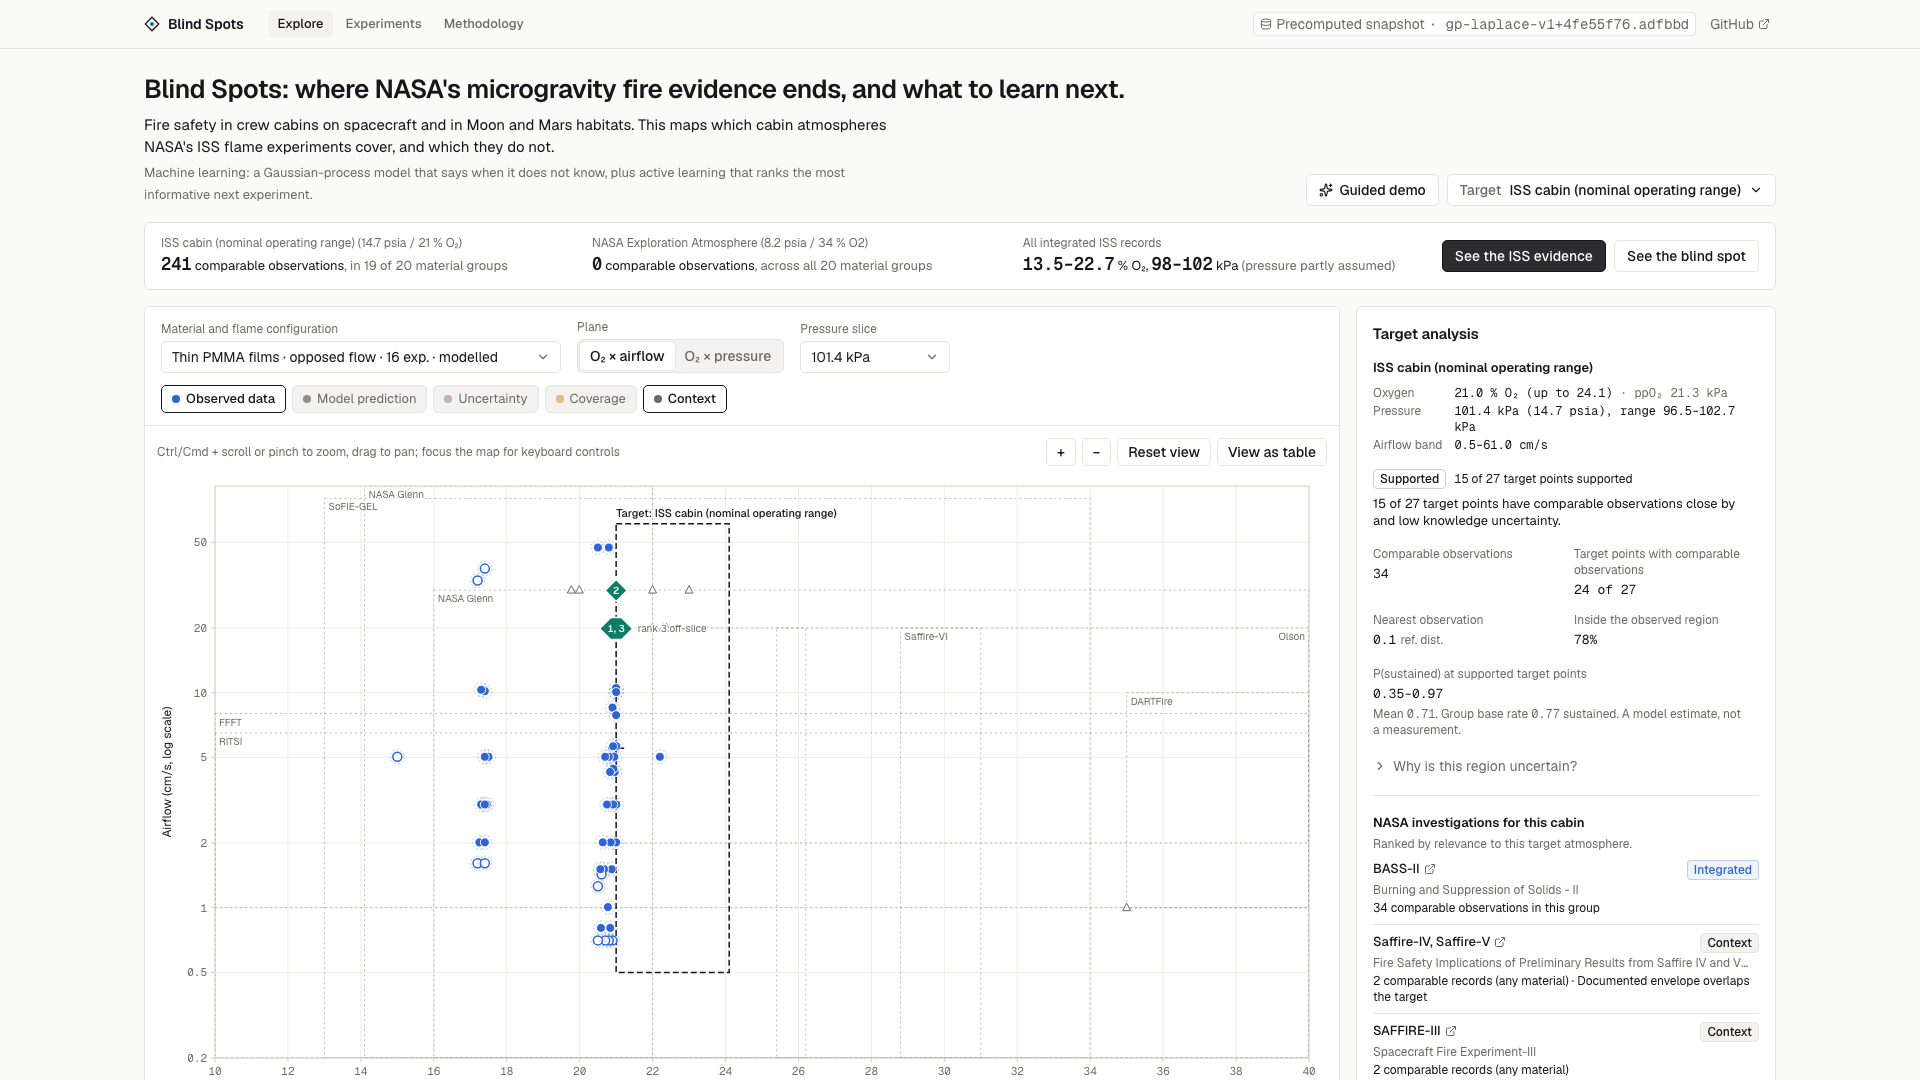 Blind Spots
Explore
Experiments
Methodology
Precomputed snapshot · gp-laplace-v1+4fe55f76.adfbbd
GitHub
Blind Spots: where NASA's microgravity fire evidence ends, and what to learn next.
Fire safety in crew cabins on spacecraft and in Moon and Mars habitats. This maps which cabin atmospheres
NASA's ISS flame experiments cover, and which they do not.
Machine learning: a Gaussian-process model that says when it does not know, plus active learning that ranks the most
informative next experiment.
Guided demo
Target ISS cabin (nominal operating range)
ISS cabin (nominal operating range) (14.7 psia / 21 % O₂)
241 comparable observations, in 19 of 20 material groups
NASA Exploration Atmosphere (8.2 psia / 34 % O2)
0 comparable observations, across all 20 material groups
All integrated ISS records
13.5–22.7 % O₂, 98–102 kPa (pressure partly assumed)
See the ISS evidence
See the blind spot
Material and flame configuration
Thin PMMA films · opposed flow · 16 exp. · modelled
Plane
O₂ × airflow
O₂ × pressure
Pressure slice
101.4 kPa
Observed data
Model prediction
Uncertainty
Coverage
Context
Ctrl/Cmd + scroll or pinch to zoom, drag to pan; focus the map for keyboard controls
+
−
Reset view
View as table
NASA Glenn
SoFIE-GEL
Target: ISS cabin (nominal operating range)
50
2
NASA Glenn
20
1, 3
rank 3:off-slice
Saffire-VI
Olson
10
DARTFire
FFFT
RITSI
5
2
1
0.5
0.2
Airflow (cm/s, log scale)
10
12
14
16
18
20
22
24
26
28
30
32
34
36
38
40
Target analysis
ISS cabin (nominal operating range)
Oxygen 21.0 % O₂ (up to 24.1) · ppO₂ 21.3 kPa
Pressure 101.4 kPa (14.7 psia), range 96.5–102.7
kPa
Airflow band 0.5–61.0 cm/s
Supported 15 of 27 target points supported
15 of 27 target points have comparable observations close by
and low knowledge uncertainty.
Comparable observations
34
Target points with comparable
observations
24 of 27
Nearest observation
0.1 ref. dist.
Inside the observed region
78%
P(sustained) at supported target points
0.35–0.97
Mean 0.71. Group base rate 0.77 sustained. A model estimate, not
a measurement.
Why is this region uncertain?
NASA investigations for this cabin
Ranked by relevance to this target atmosphere.
BASS-II
Integrated
Burning and Suppression of Solids - II
34 comparable observations in this group
Saffire-IV, Saffire-V
Context
Fire Safety Implications of Preliminary Results from Saffire IV and V…
2 comparable records (any material) · Documented envelope overlaps
the target
SAFFIRE-III
Context
Spacecraft Fire Experiment-III
2 comparable records (any material)